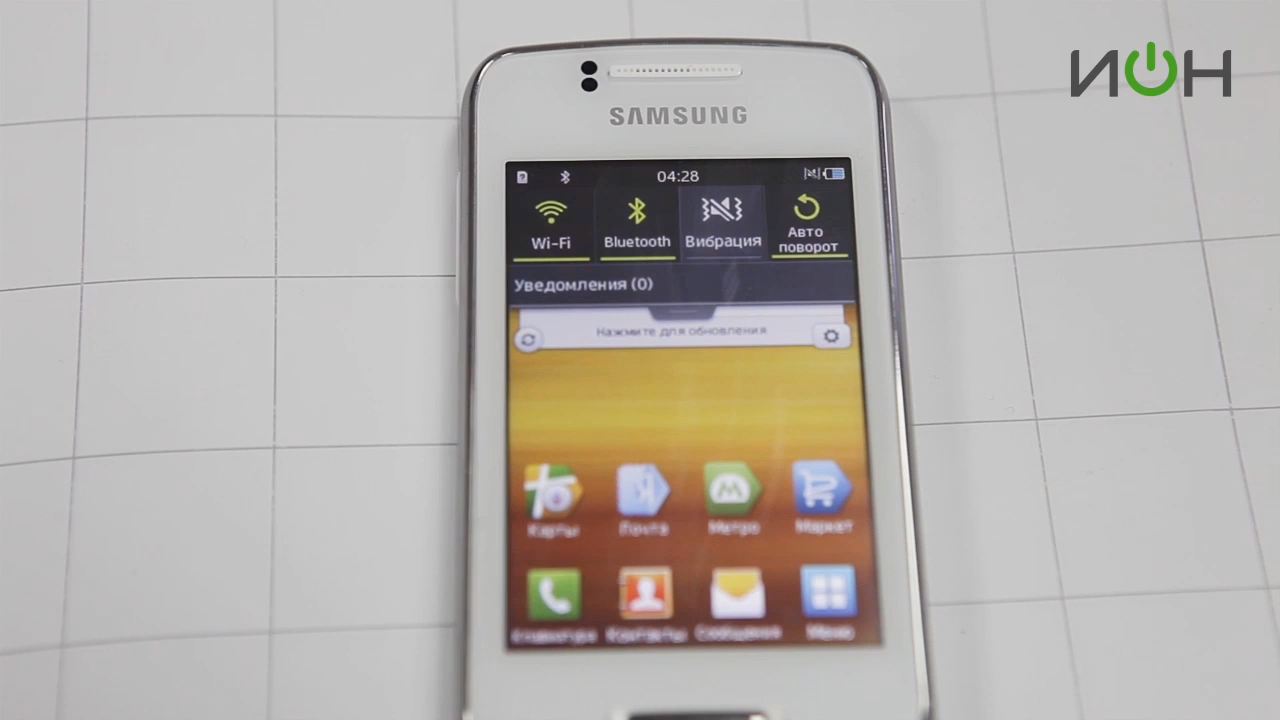 ИОН
SAMSUNG
04:28
Wi-Fi
Bluetooth
Вибрация
Авто
поворот
Уведомления (0)
Нажмите для обновления
Карты
Почта
Метро
Маркет
Клавиатура
Контакты
Сообщения
Меню